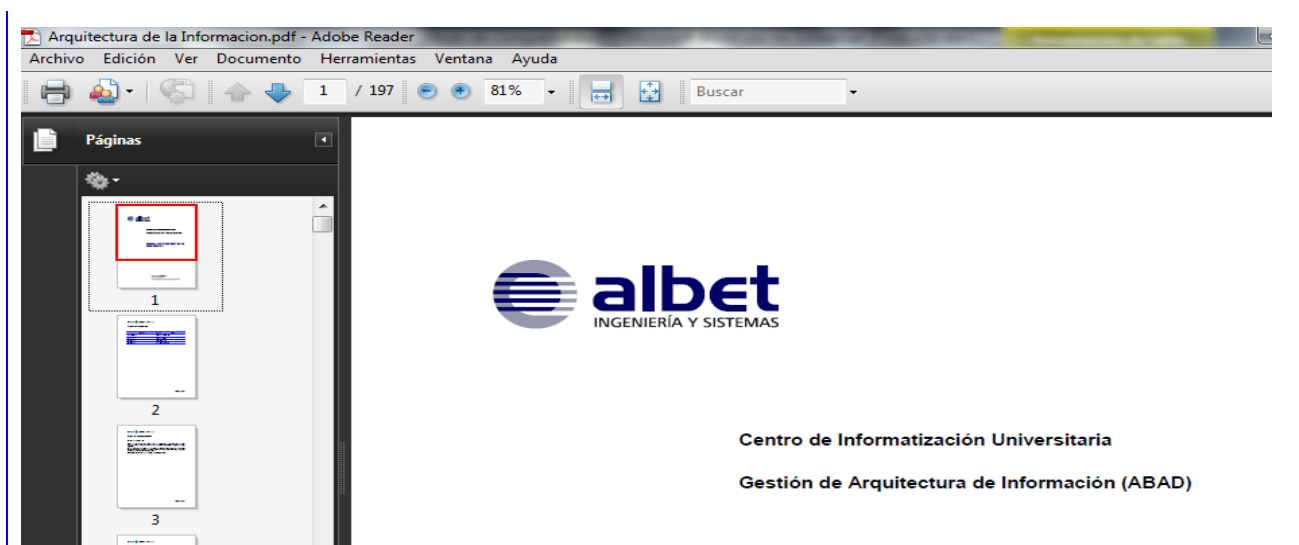 Arquitectura de la Informacion.pdf - Adobe Reader
Archivo Edición Ver Documento Herramientas Ventana Ayuda
1 / 197 81% Buscar
Páginas
1
2
3
albet
INGENIERÍA Y SISTEMAS
Centro de Informatización Universitaria
Gestión de Arquitectura de Información (ABAD)